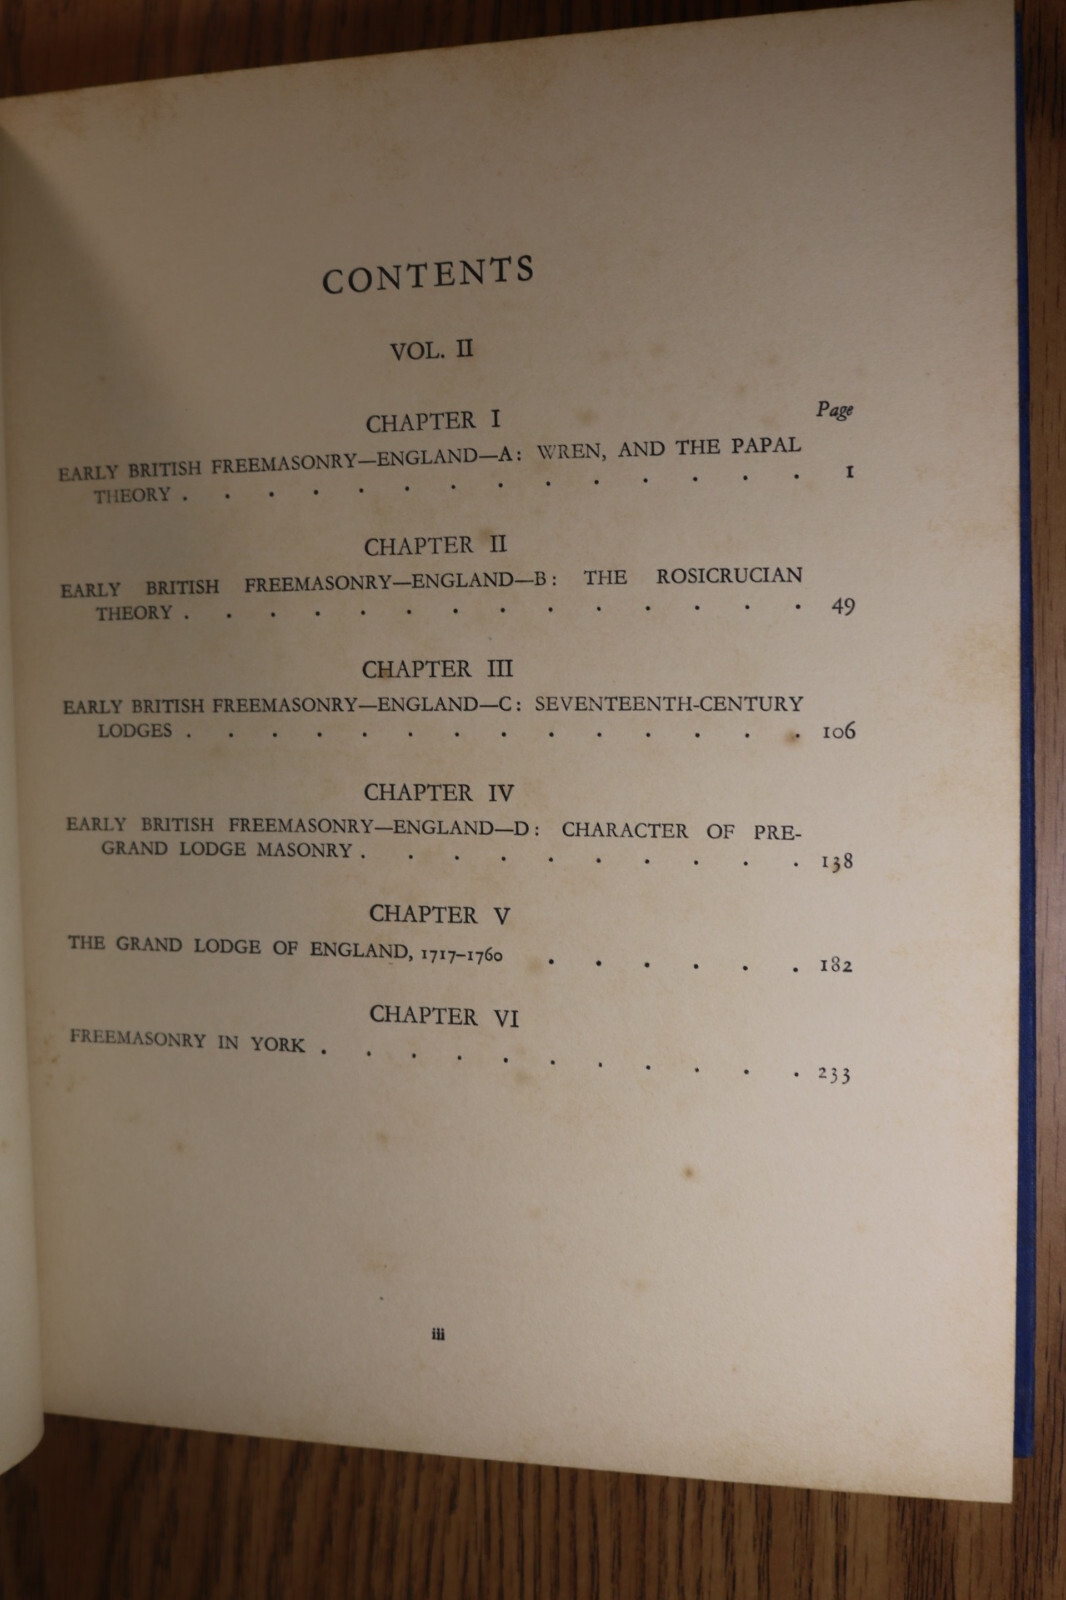 CONTENTS
VOL. II
CHAPTER I
Page
EARLY BRITISH FREEMASONRY—ENGLAND—A: WREN, AND THE PAPAL
THEORY . . . . . . . . . . . . . . 1
CHAPTER II
EARLY BRITISH FREEMASONRY—ENGLAND—B: THE ROSICRUCIAN
THEORY . . . . . . . . . . . . . . 49
CHAPTER III
EARLY BRITISH FREEMASONRY—ENGLAND—C: SEVENTEENTH-CENTURY
LODGES . . . . . . . . . . . . . . 106
CHAPTER IV
EARLY BRITISH FREEMASONRY—ENGLAND—D: CHARACTER OF PRE-
GRAND LODGE MASONRY . . . . . . . . . . 138
CHAPTER V
THE GRAND LODGE OF ENGLAND, 1717–1760 . . . . . . 182
CHAPTER VI
FREEMASONRY IN YORK . . . . . . . . . . . 233
iii